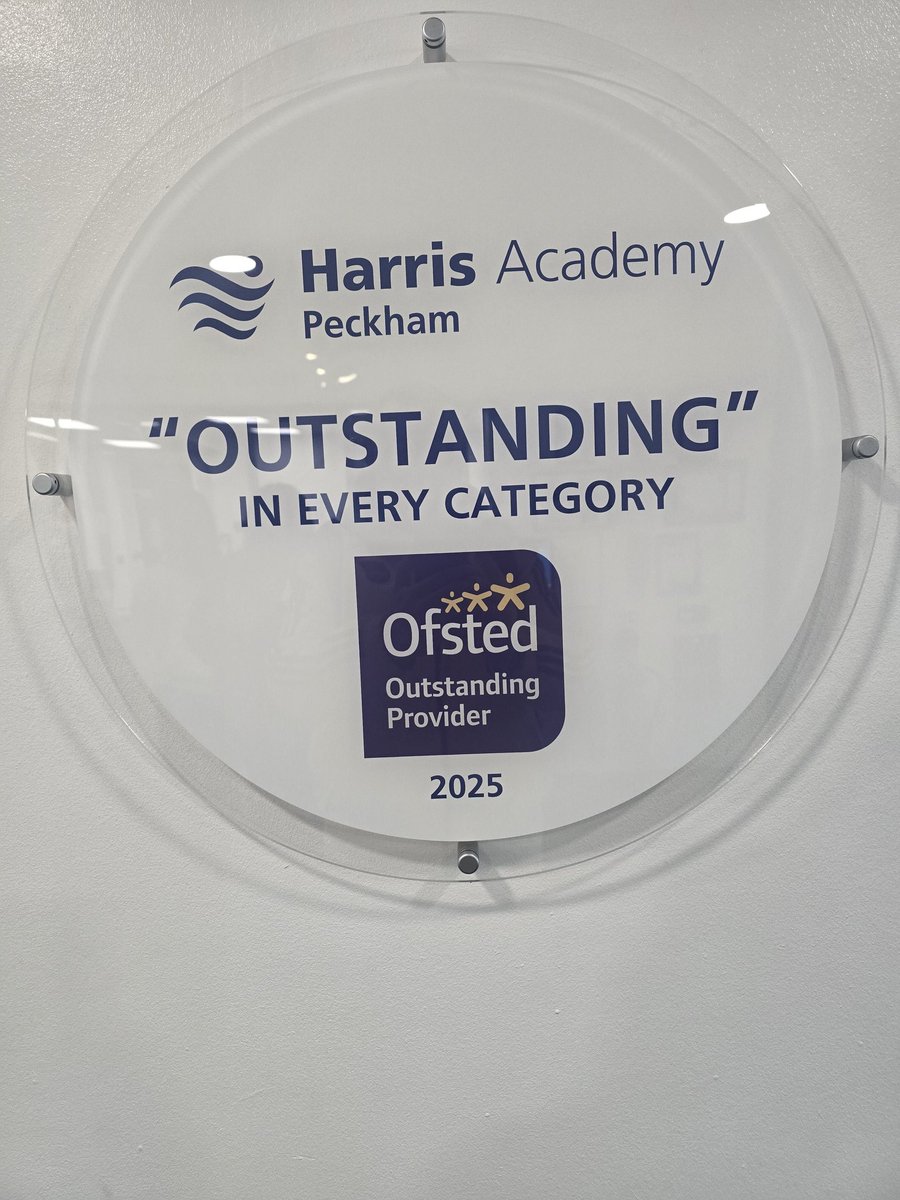 Harris Academy
Peckham
"OUTSTANDING"
IN EVERY CATEGORY
Ofsted
Outstanding
Provider
2025